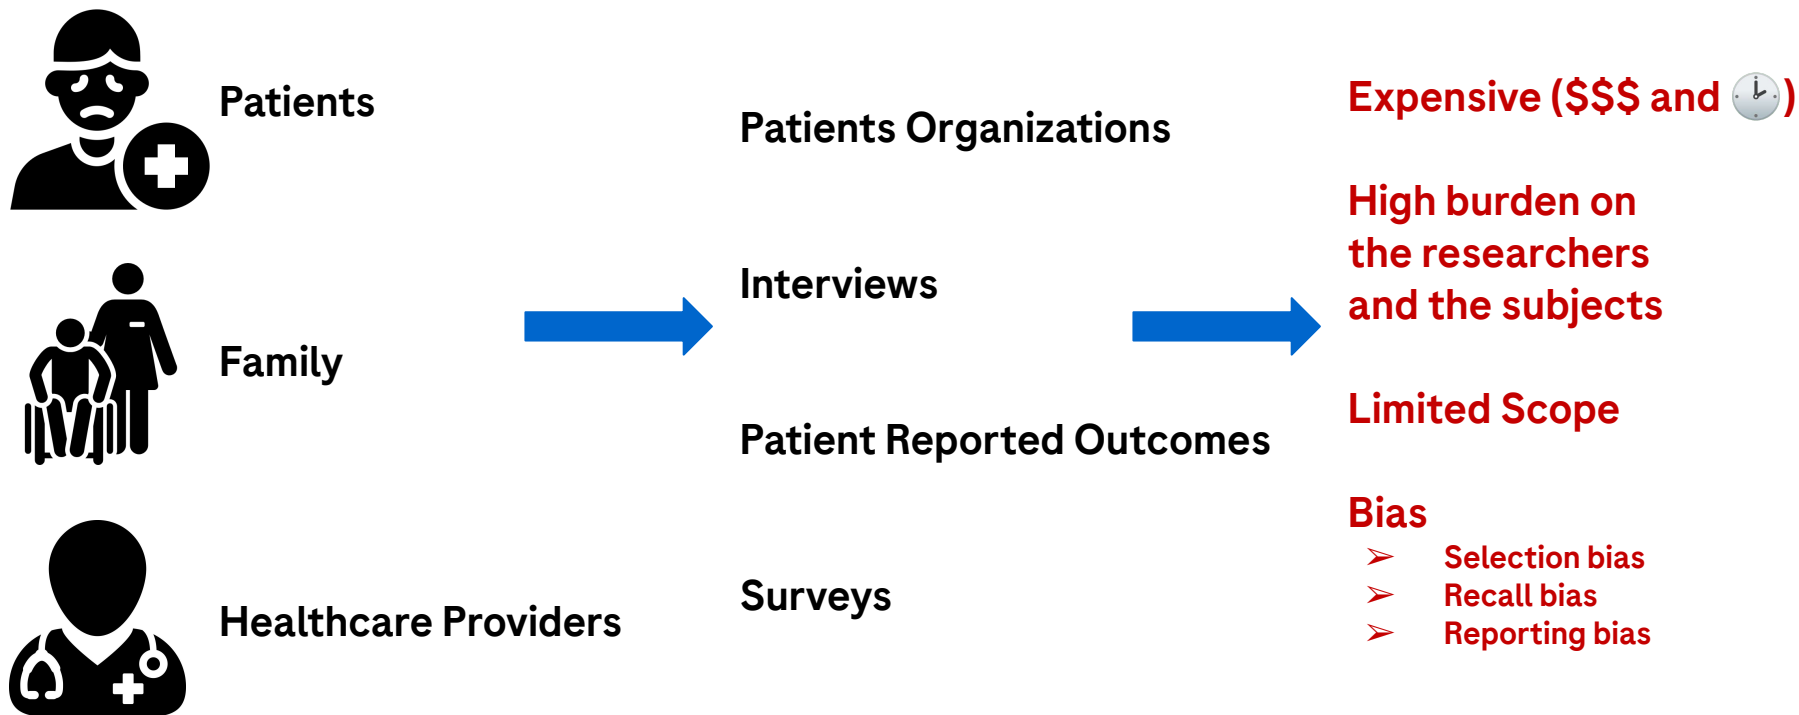 Patients
Family
Healthcare Providers
Patients Organizations
Interviews
Patient Reported Outcomes
Surveys
Expensive ($$$ and 🕑)
High burden on
the researchers
and the subjects
Limited Scope
Bias
➢ Selection bias
➢ Recall bias
➢ Reporting bias